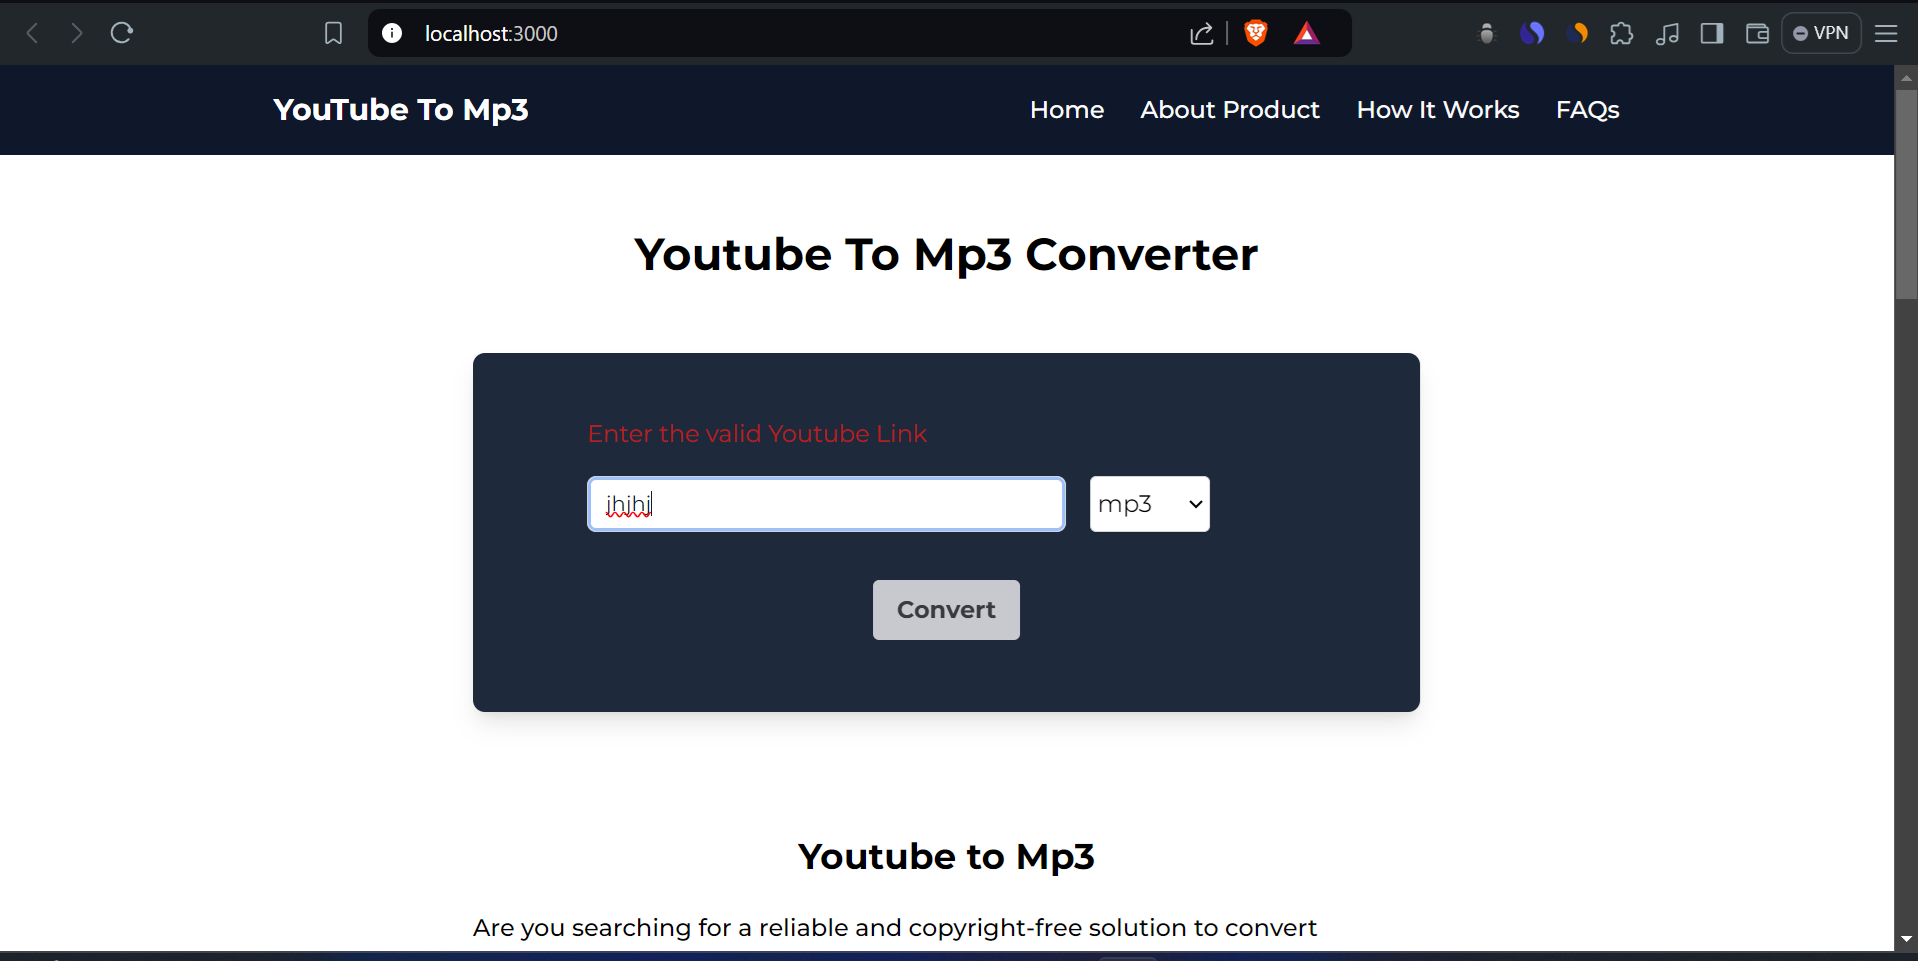 localhost:3000
VPN
YouTube To Mp3
Home
About Product
How It Works
FAQs
Youtube To Mp3 Converter
Enter the valid Youtube Link
jhjhj
mp3
Convert
Youtube to Mp3
Are you searching for a reliable and copyright-free solution to convert